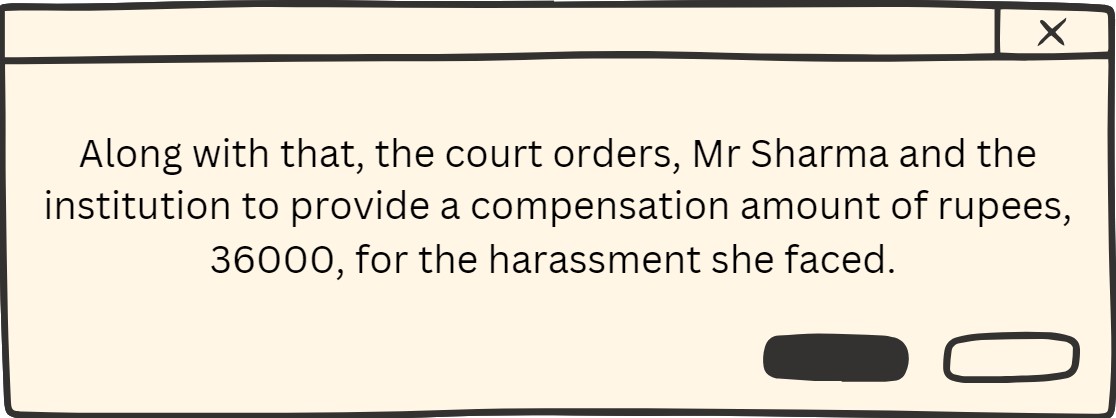 Along with that, the court orders, Mr Sharma and the
institution to provide a compensation amount of rupees,
36000, for the harassment she faced.